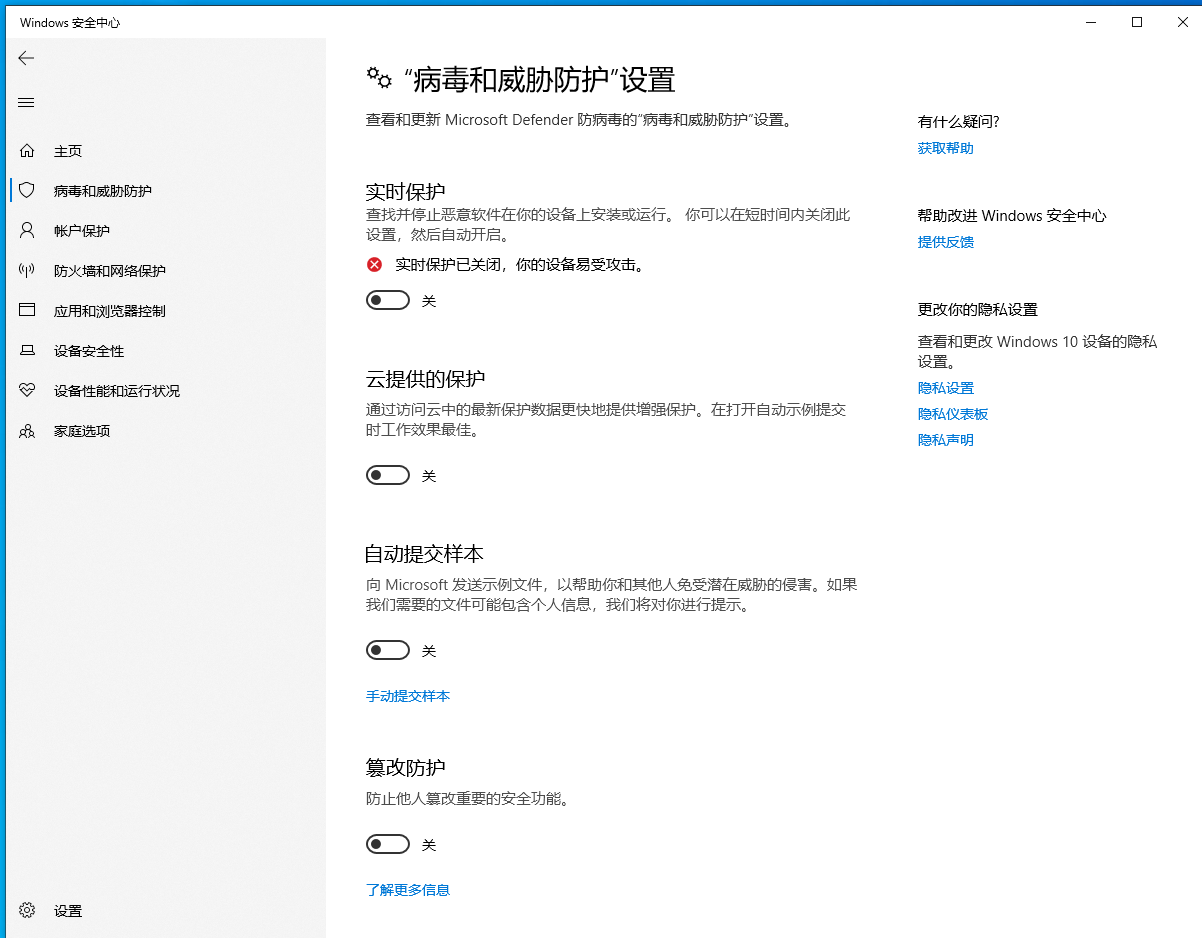 Windows 安全中心
主页
病毒和威胁防护
帐户保护
防火墙和网络保护
应用和浏览器控制
设备安全性
设备性能和运行状况
家庭选项
设置
“病毒和威胁防护”设置
查看和更新 Microsoft Defender 防病毒的“病毒和威胁防护”设置。
实时保护
查找并停止恶意软件在你的设备上安装或运行。 你可以在短时间内关闭此
设置，然后自动开启。
实时保护已关闭，你的设备易受攻击。
关
云提供的保护
通过访问云中的最新保护数据更快地提供增强保护。在打开自动示例提交
时工作效果最佳。
关
自动提交样本
向 Microsoft 发送示例文件，以帮助你和其他人免受潜在威胁的侵害。如果
我们需要的文件可能包含个人信息，我们将对你进行提示。
关
手动提交样本
篡改防护
防止他人篡改重要的安全功能。
关
了解更多信息
有什么疑问?
获取帮助
帮助改进 Windows 安全中心
提供反馈
更改你的隐私设置
查看和更改 Windows 10 设备的隐私
设置。
隐私设置
隐私仪表板
隐私声明